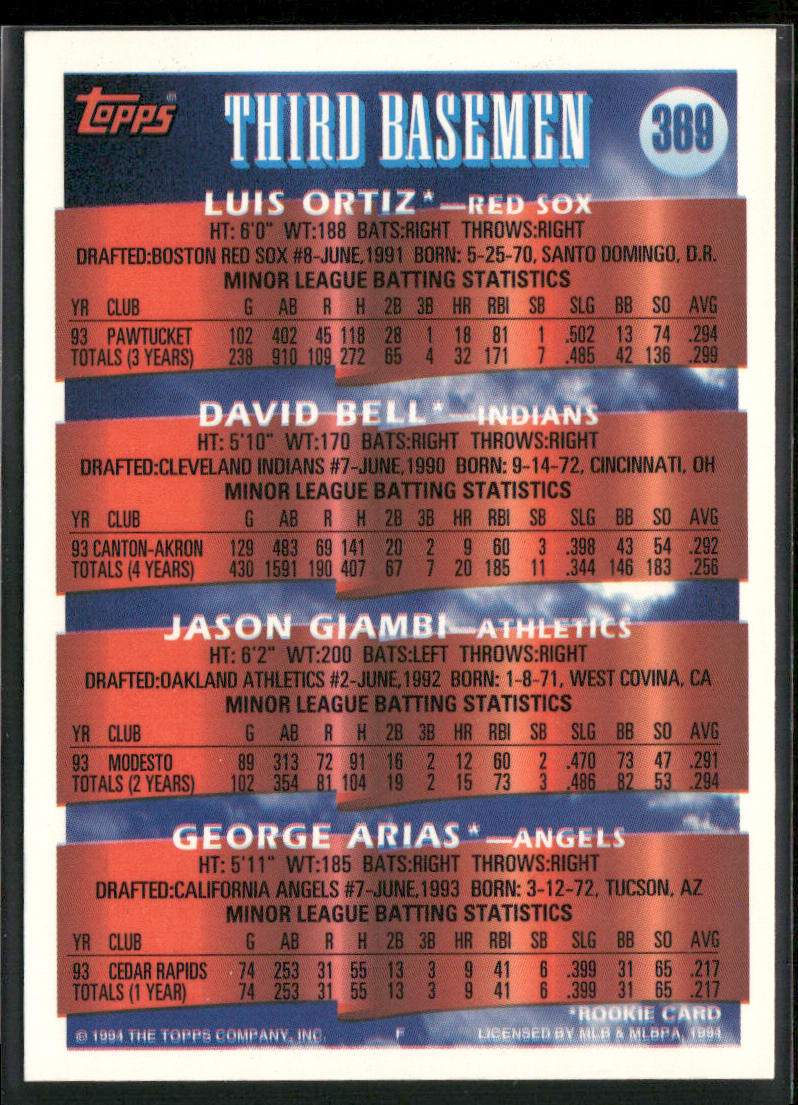 Topps
THIRD BASEMEN
369
LUIS ORTIZ*—RED SOX
HT: 6'0" WT:188 BATS:RIGHT THROWS:RIGHT
DRAFTED:BOSTON RED SOX #8-JUNE,1991 BORN: 5-25-70, SANTO DOMINGO, D.R.
MINOR LEAGUE BATTING STATISTICS
YR CLUB G AB R H 2B 3B HR RBI SB SLG BB SO AVG
93 PAWTUCKET 102 402 45 118 28 1 18 81 1 .502 13 74 .294
TOTALS (3 YEARS) 238 910 109 272 65 4 32 171 7 .485 42 136 .299
DAVID BELL*—INDIANS
HT: 5'10" WT:170 BATS:RIGHT THROWS:RIGHT
DRAFTED:CLEVELAND INDIANS #7-JUNE,1990 BORN: 9-14-72, CINCINNATI, OH
MINOR LEAGUE BATTING STATISTICS
YR CLUB G AB R H 2B 3B HR RBI SB SLG BB SO AVG
93 CANTON-AKRON 129 483 69 141 20 2 9 60 3 .398 43 54 .292
TOTALS (4 YEARS) 430 1591 190 407 67 7 20 185 11 .344 146 183 .256
JASON GIAMBI—ATHLETICS
HT: 6'2" WT:200 BATS:LEFT THROWS:RIGHT
DRAFTED:OAKLAND ATHLETICS #2-JUNE,1992 BORN: 1-8-71, WEST COVINA, CA
MINOR LEAGUE BATTING STATISTICS
YR CLUB G AB R H 2B 3B HR RBI SB SLG BB SO AVG
93 MODESTO 89 313 72 91 16 2 12 60 2 .470 73 47 .291
TOTALS (2 YEARS) 102 354 81 104 19 2 15 73 3 .486 82 53 .294
GEORGE ARIAS*—ANGELS
HT: 5'11" WT:185 BATS:RIGHT THROWS:RIGHT
DRAFTED:CALIFORNIA ANGELS #7-JUNE,1993 BORN: 3-12-72, TUCSON, AZ
MINOR LEAGUE BATTING STATISTICS
YR CLUB G AB R H 2B 3B HR RBI SB SLG BB SO AVG
93 CEDAR RAPIDS 74 253 31 55 13 3 9 41 6 .399 31 65 .217
TOTALS (1 YEAR) 74 253 31 55 13 3 9 41 6 .399 31 65 .217
*ROOKIE CARD
© 1994 THE TOPPS COMPANY, INC. F LICENSED BY MLB & MLBPA, 1994